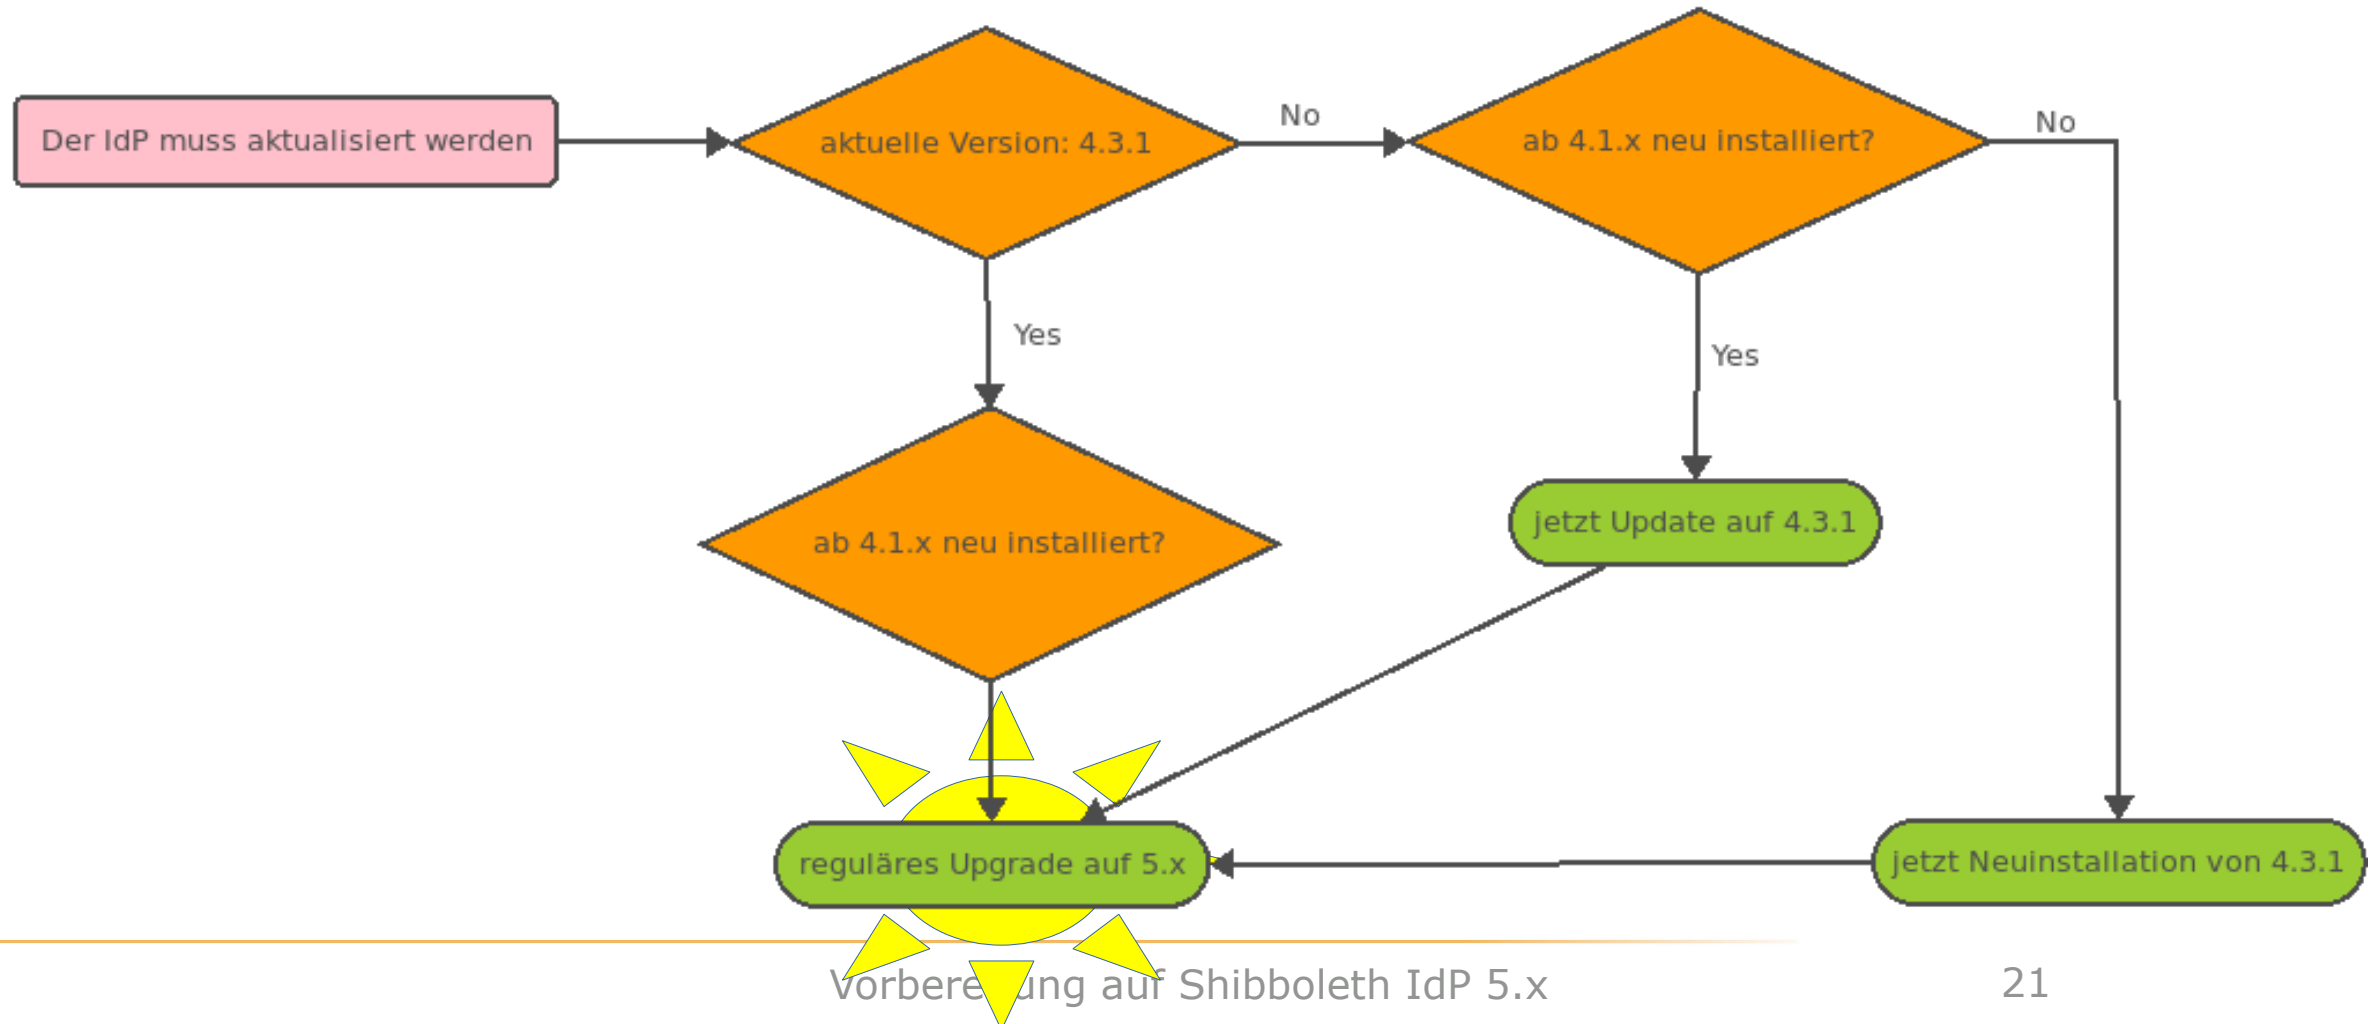 Der IdP muss aktualisiert werden
aktuelle Version: 4.3.1
No
ab 4.1.x neu installiert?
No
Yes
Yes
ab 4.1.x neu installiert?
jetzt Update auf 4.3.1
reguläres Upgrade auf 5.x
jetzt Neuinstallation von 4.3.1
Vorbereitung auf Shibboleth IdP 5.x
21